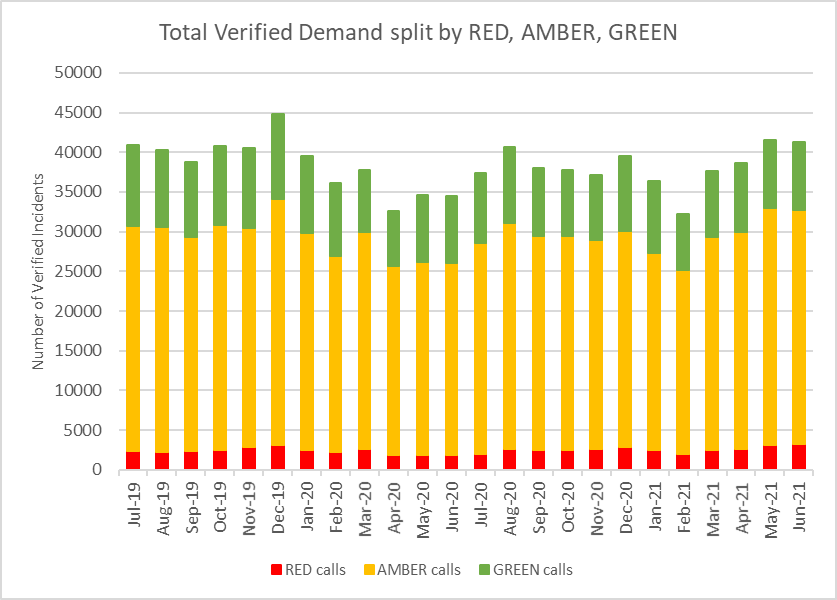 Total Verified Demand split by RED, AMBER, GREEN
Number of Verified Incidents
50000
45000
40000
35000
30000
25000
20000
15000
10000
5000
0
Jul-19
Aug-19
Sep-19
Oct-19
Nov-19
Dec-19
Jan-20
Feb-20
Mar-20
Apr-20
May-20
Jun-20
Jul-20
Aug-20
Sep-20
Oct-20
Nov-20
Dec-20
Jan-21
Feb-21
Mar-21
Apr-21
May-21
Jun-21
RED calls AMBER calls GREEN calls